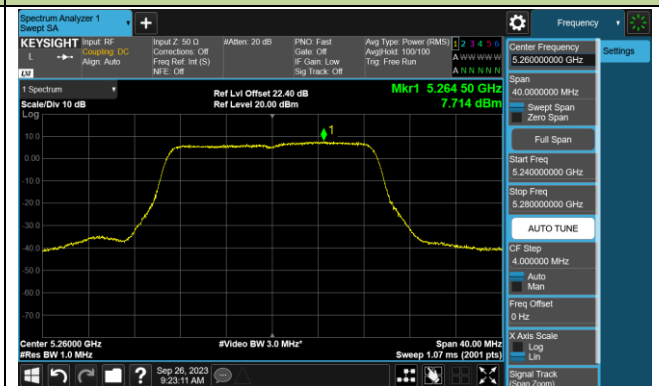 Spectrum Analyzer 1
Swept SA
Frequency
KEYSIGHT
L
Input: RF
Coupling: DC
Align: Auto
Input Z: 50 Ω
Corrections: Off
Freq Ref: Int (S)
NFE: Off
#Atten: 20 dB
PNO: Fast
Gate: Off
IF Gain: Low
Sig Track: Off
Avg Type: Power (RMS)
Avg|Hold: 100/100
Trig: Free Run
1 2 3 4 5 6
A W W W W W
A N N N N N
1 Spectrum
Scale/Div 10 dB
Log
Ref Lvl Offset 22.40 dB
Ref Level 20.00 dBm
Mkr1 5.264 50 GHz
7.714 dBm
1
10.0
0.00
-10.0
-20.0
-30.0
-40.0
-50.0
-60.0
-70.0
Center 5.26000 GHz
#Res BW 1.0 MHz
#Video BW 3.0 MHz*
Span 40.00 MHz
Sweep 1.07 ms (2001 pts)
Sep 26, 2023
9:23:11 AM
Center Frequency
5.260000000 GHz
Settings
Span
40.0000000 MHz
Swept Span
Zero Span
Full Span
Start Freq
5.240000000 GHz
Stop Freq
5.280000000 GHz
AUTO TUNE
CF Step
4.000000 MHz
Auto
Man
Freq Offset
0 Hz
X Axis Scale
Log
Lin
Signal Track
(Span Zoom)